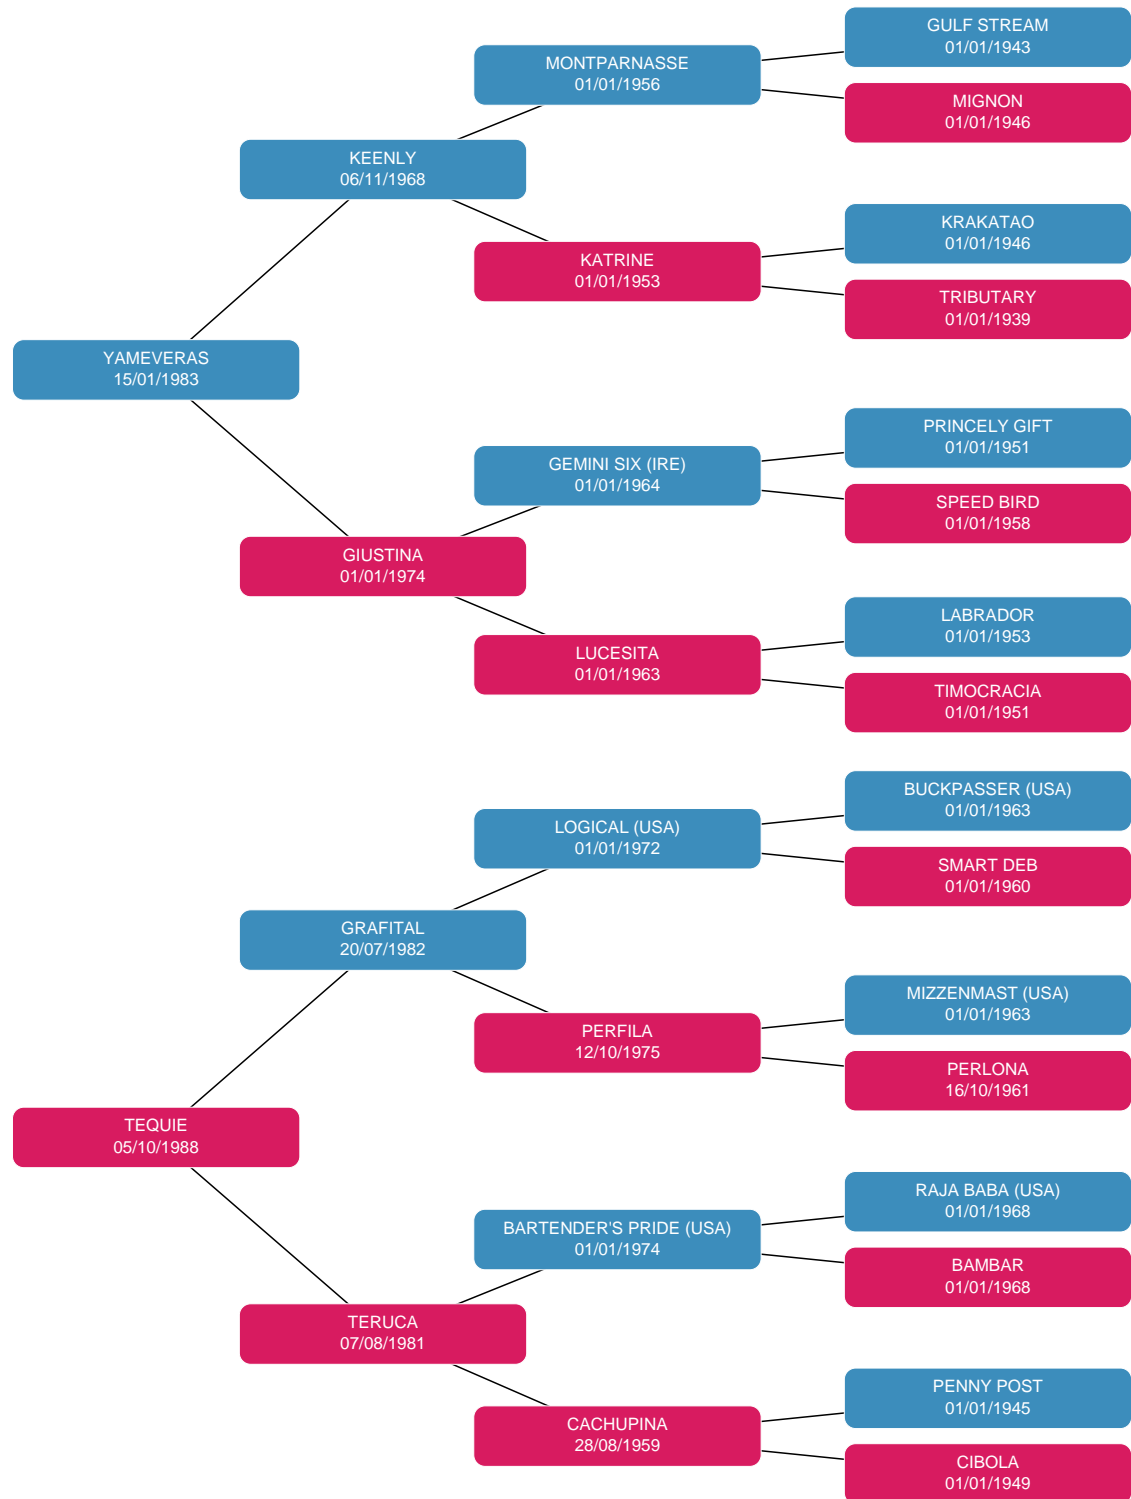 GULF STREAM
01/01/1943
MONTPARNASSE
01/01/1956
MIGNON
01/01/1946
KEENLY
06/11/1968
KRAKATAO
01/01/1946
KATRINE
01/01/1953
TRIBUTARY
01/01/1939
YAMEVERAS
15/01/1983
PRINCELY GIFT
01/01/1951
GEMINI SIX (IRE)
01/01/1964
SPEED BIRD
01/01/1958
GIUSTINA
01/01/1974
LABRADOR
01/01/1953
LUCESITA
01/01/1963
TIMOCRACIA
01/01/1951
BUCKPASSER (USA)
01/01/1963
LOGICAL (USA)
01/01/1972
SMART DEB
01/01/1960
GRAFITAL
20/07/1982
MIZZENMAST (USA)
01/01/1963
PERFILA
12/10/1975
PERLONA
16/10/1961
TEQUIE
05/10/1988
RAJA BABA (USA)
01/01/1968
BARTENDER'S PRIDE (USA)
01/01/1974
BAMBAR
01/01/1968
TERUCA
07/08/1981
PENNY POST
01/01/1945
CACHUPINA
28/08/1959
CIBOLA
01/01/1949